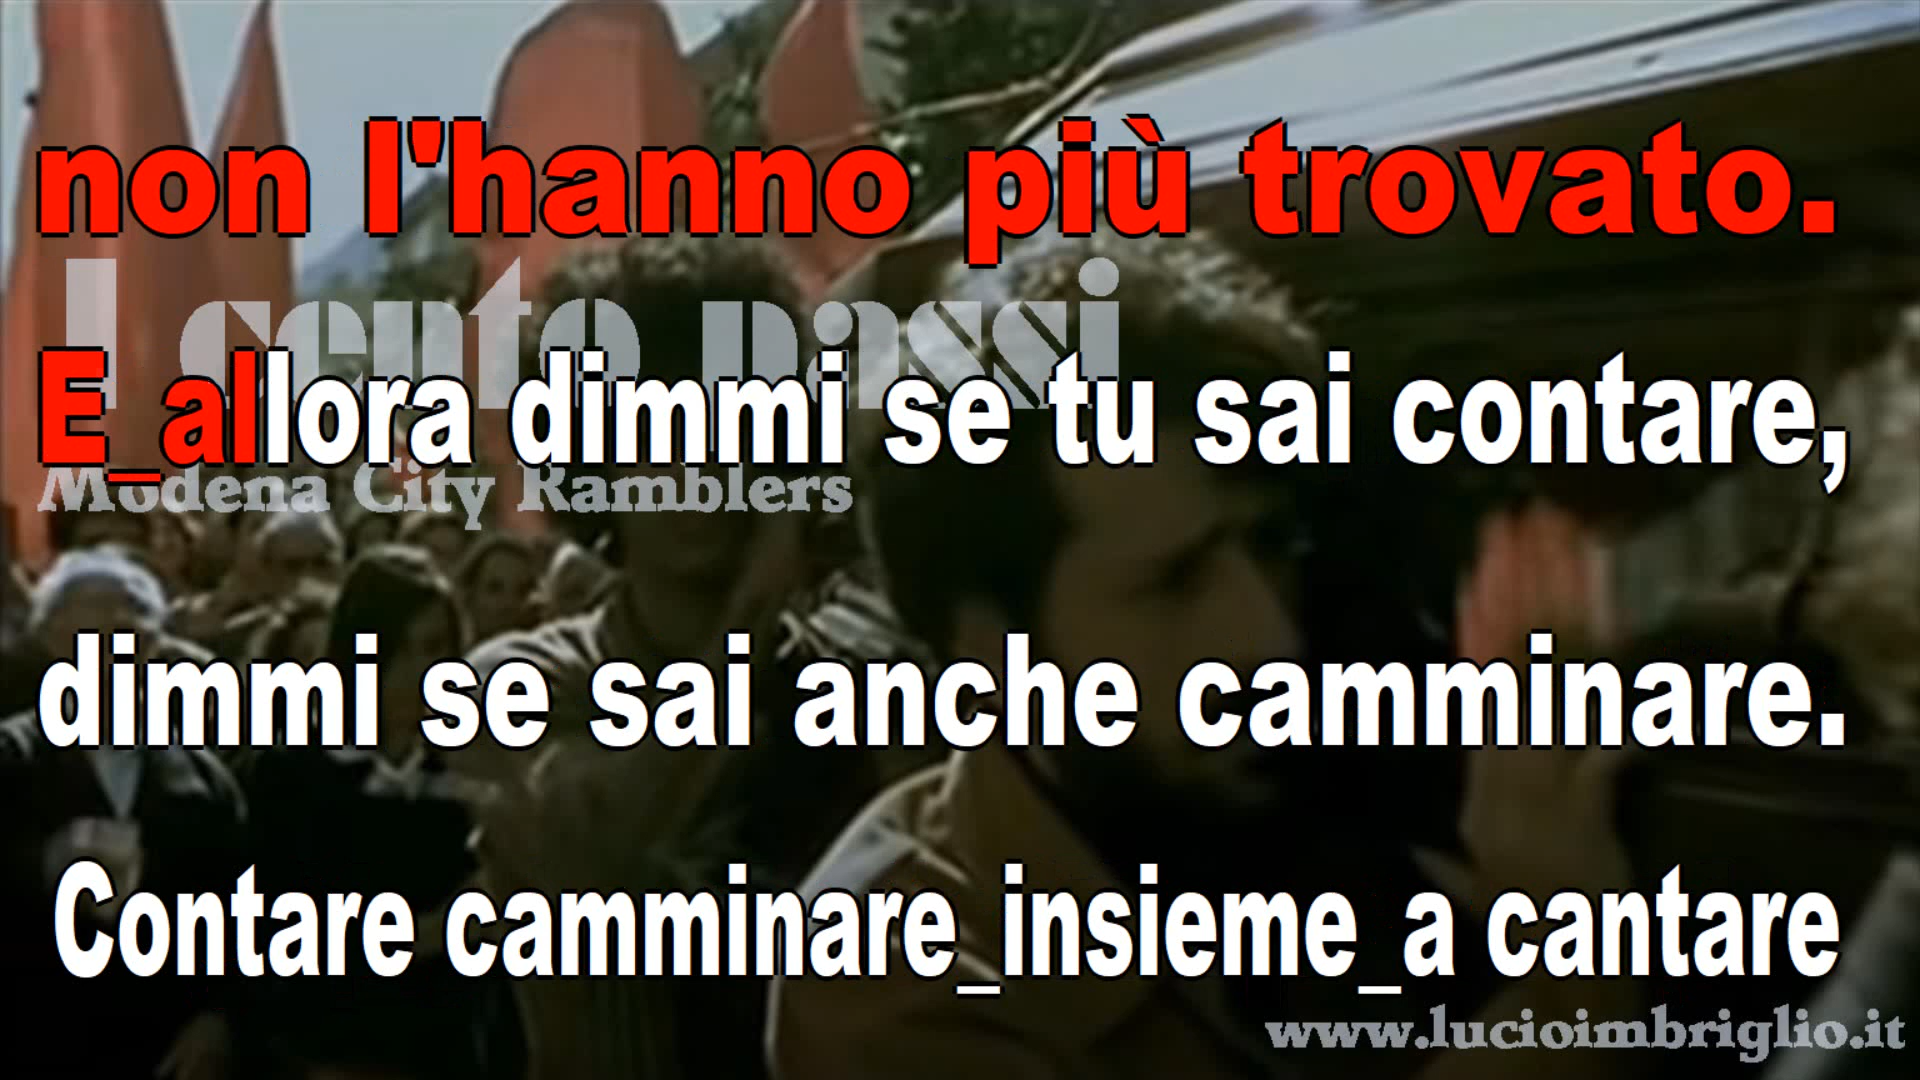 non l'hanno più trovato.
I cento passi
E_allora dimmi se tu sai contare,
Modena City Ramblers
dimmi se sai anche camminare.
Contare camminare_insieme_a cantare
www.lucioimbriglio.it